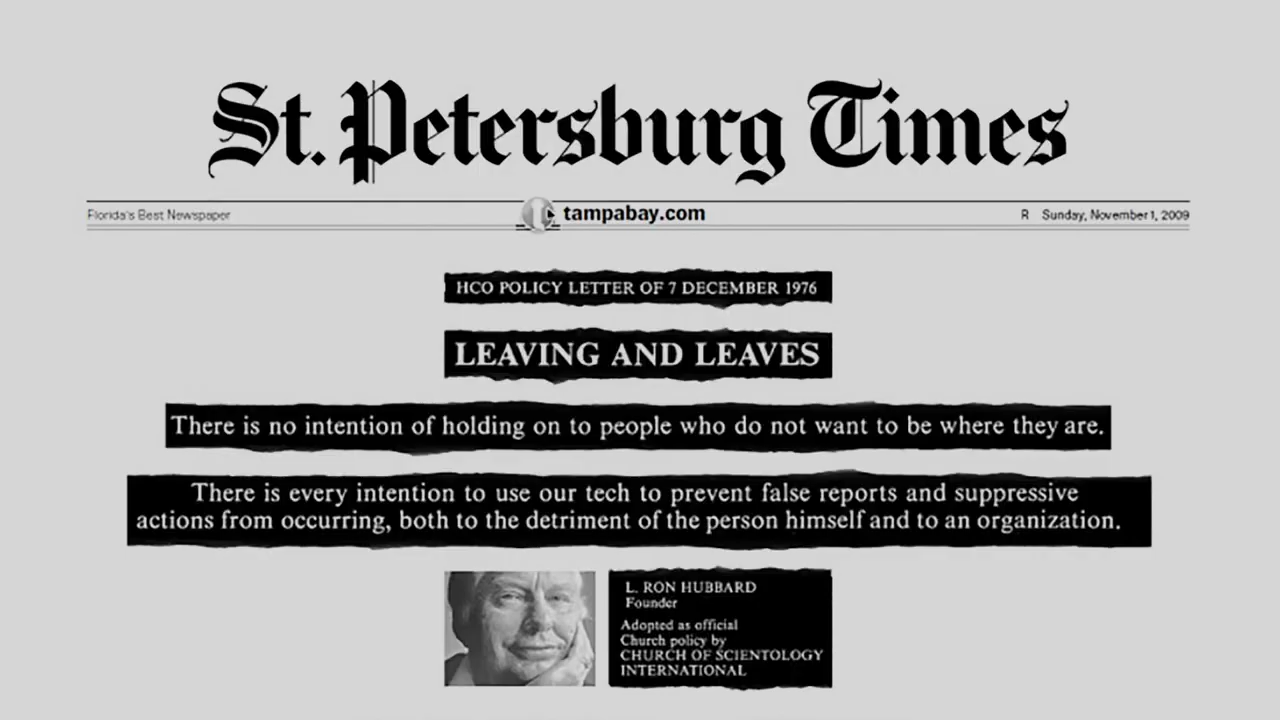 St. Petersburg Times
Florida's Best Newspaper
tampabay.com
R Sunday, November 1, 2009
HCO POLICY LETTER OF 7 DECEMBER 1976
LEAVING AND LEAVES
There is no intention of holding on to people who do not want to be where they are.
There is every intention to use our tech to prevent false reports and suppressive
actions from occurring, both to the detriment of the person himself and to an organization.
L. RON HUBBARD
Founder
Adopted as official
Church policy by
CHURCH OF SCIENTOLOGY
INTERNATIONAL